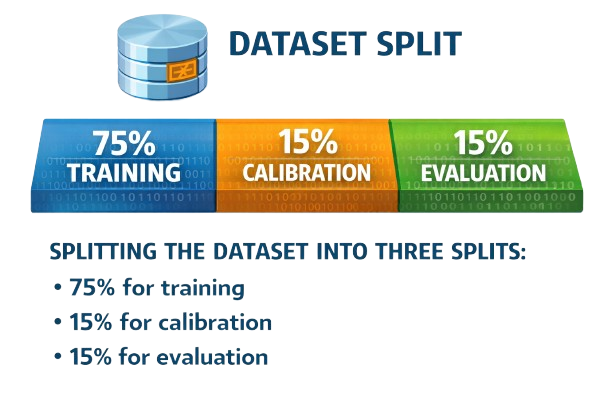 DATASET SPLIT
75%
TRAINING
15%
CALIBRATION
15%
EVALUATION
SPLITTING THE DATASET INTO THREE SPLITS:
• 75% for training
• 15% for calibration
• 15% for evaluation